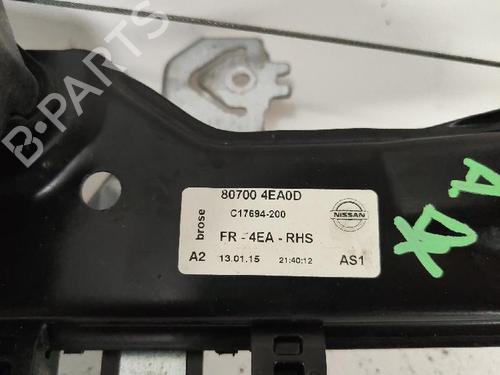 B-PARTS
80700 4EA0D
brose
C17694-200
NISSAN
FR - 4EA - RHS
A2 13.01.15 21:40:12 AS1